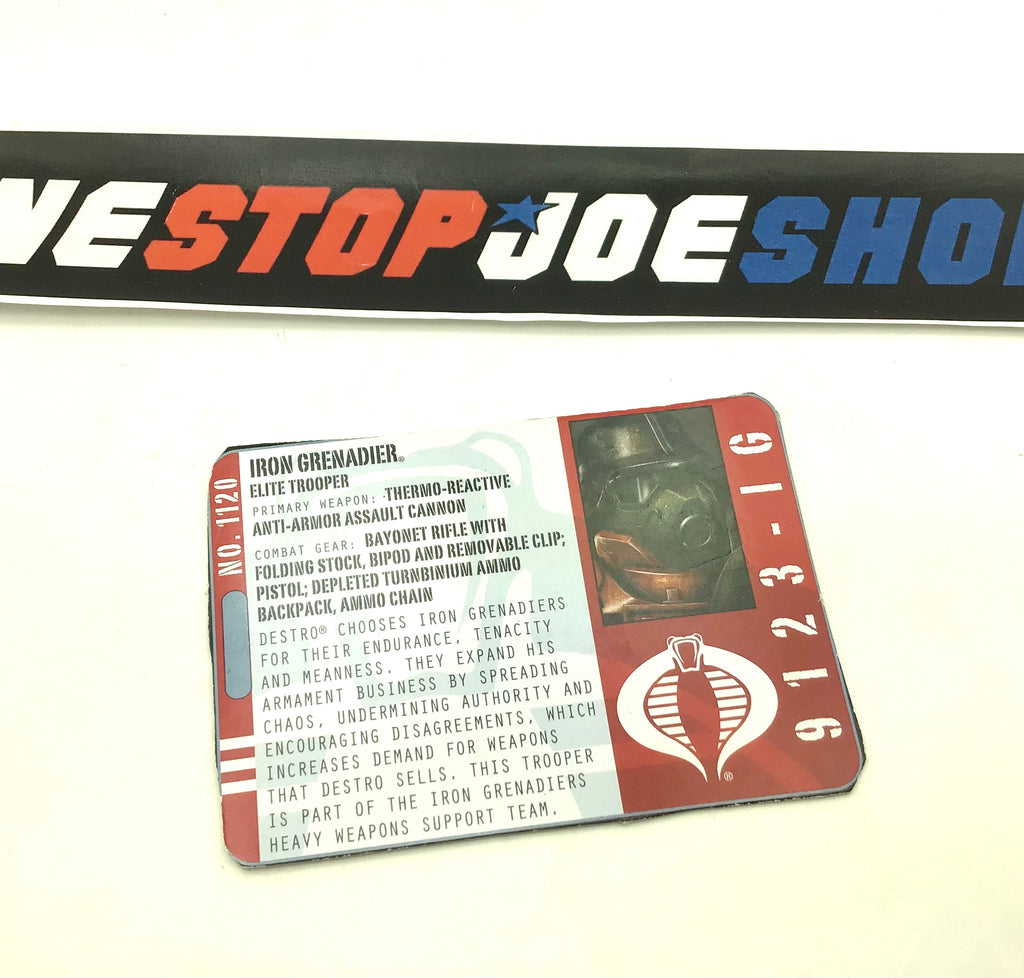 NESTOPJOESHO
IRON GRENADIER®
ELITE TROOPER
PRIMARY WEAPON: THERMO-REACTIVE
ANTI-ARMOR ASSAULT CANNON
COMBAT GEAR: BAYONET RIFLE WITH
FOLDING STOCK, BIPOD AND REMOVABLE CLIP;
PISTOL; DEPLETED TURNBINIUM AMMO
BACKPACK, AMMO CHAIN
DESTRO® CHOOSES IRON GRENADIERS
FOR THEIR ENDURANCE, TENACITY
AND MEANNESS. THEY EXPAND HIS
ARMAMENT BUSINESS BY SPREADING
CHAOS, UNDERMINING AUTHORITY AND
ENCOURAGING DISAGREEMENTS, WHICH
INCREASES DEMAND FOR WEAPONS
THAT DESTRO SELLS. THIS TROOPER
IS PART OF THE IRON GRENADIERS
HEAVY WEAPONS SUPPORT TEAM.
NO. 1120
9123-IG
®